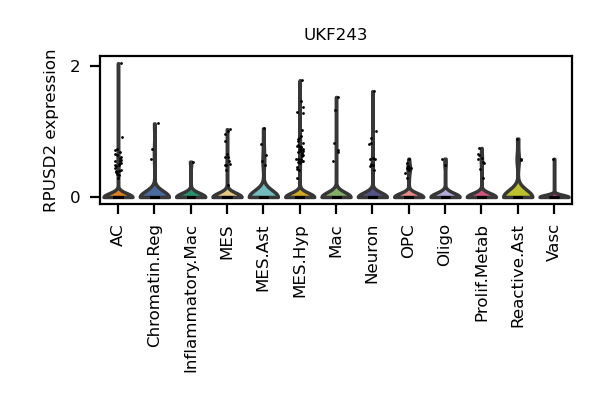 UKF243
RPUSD2 expression
2
0
AC
Chromatin.Reg
Inflammatory.Mac
MES
MES.Ast
MES.Hyp
Mac
Neuron
OPC
Oligo
Prolif.Metab
Reactive.Ast
Vasc